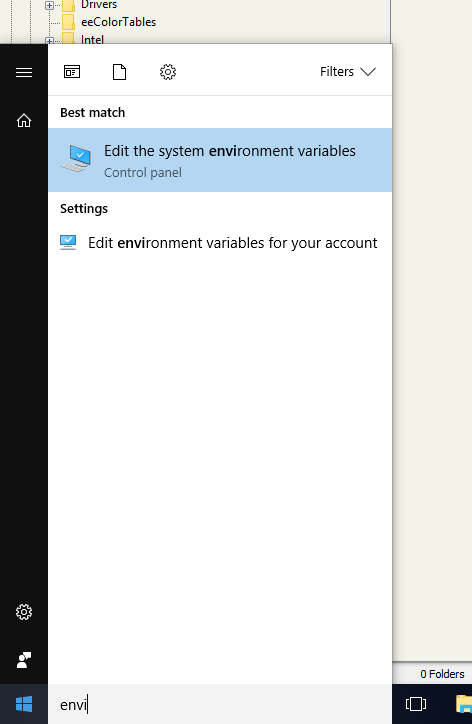 Drivers
eeColorTables
Intel
Filters
Best match
Edit the system environment variables
Control panel
Settings
Edit environment variables for your account
0 Folders
envi